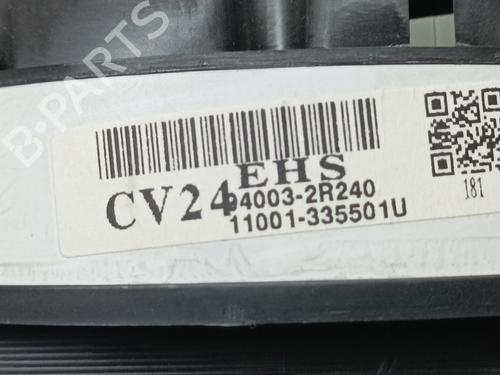 B-PARTS
EHS
CV24
94003-2R240
11001-335501U
181